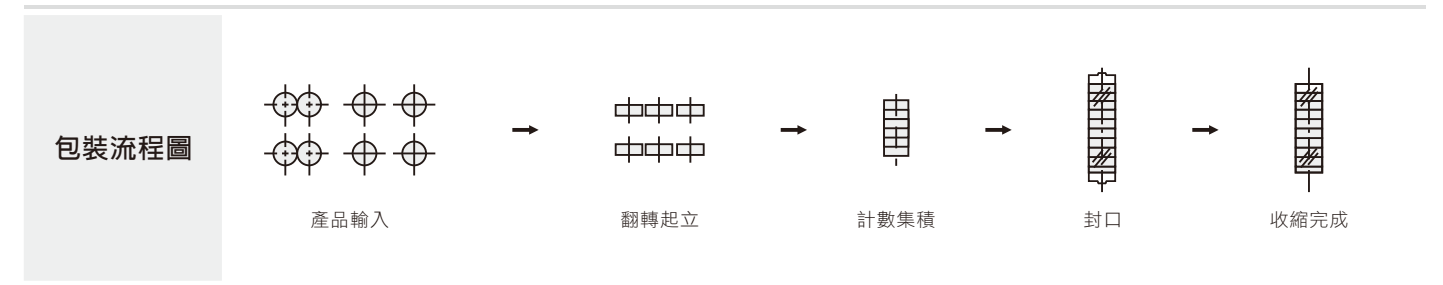 包裝流程圖
產品輸入
翻轉起立
計數集積
封口
收縮完成